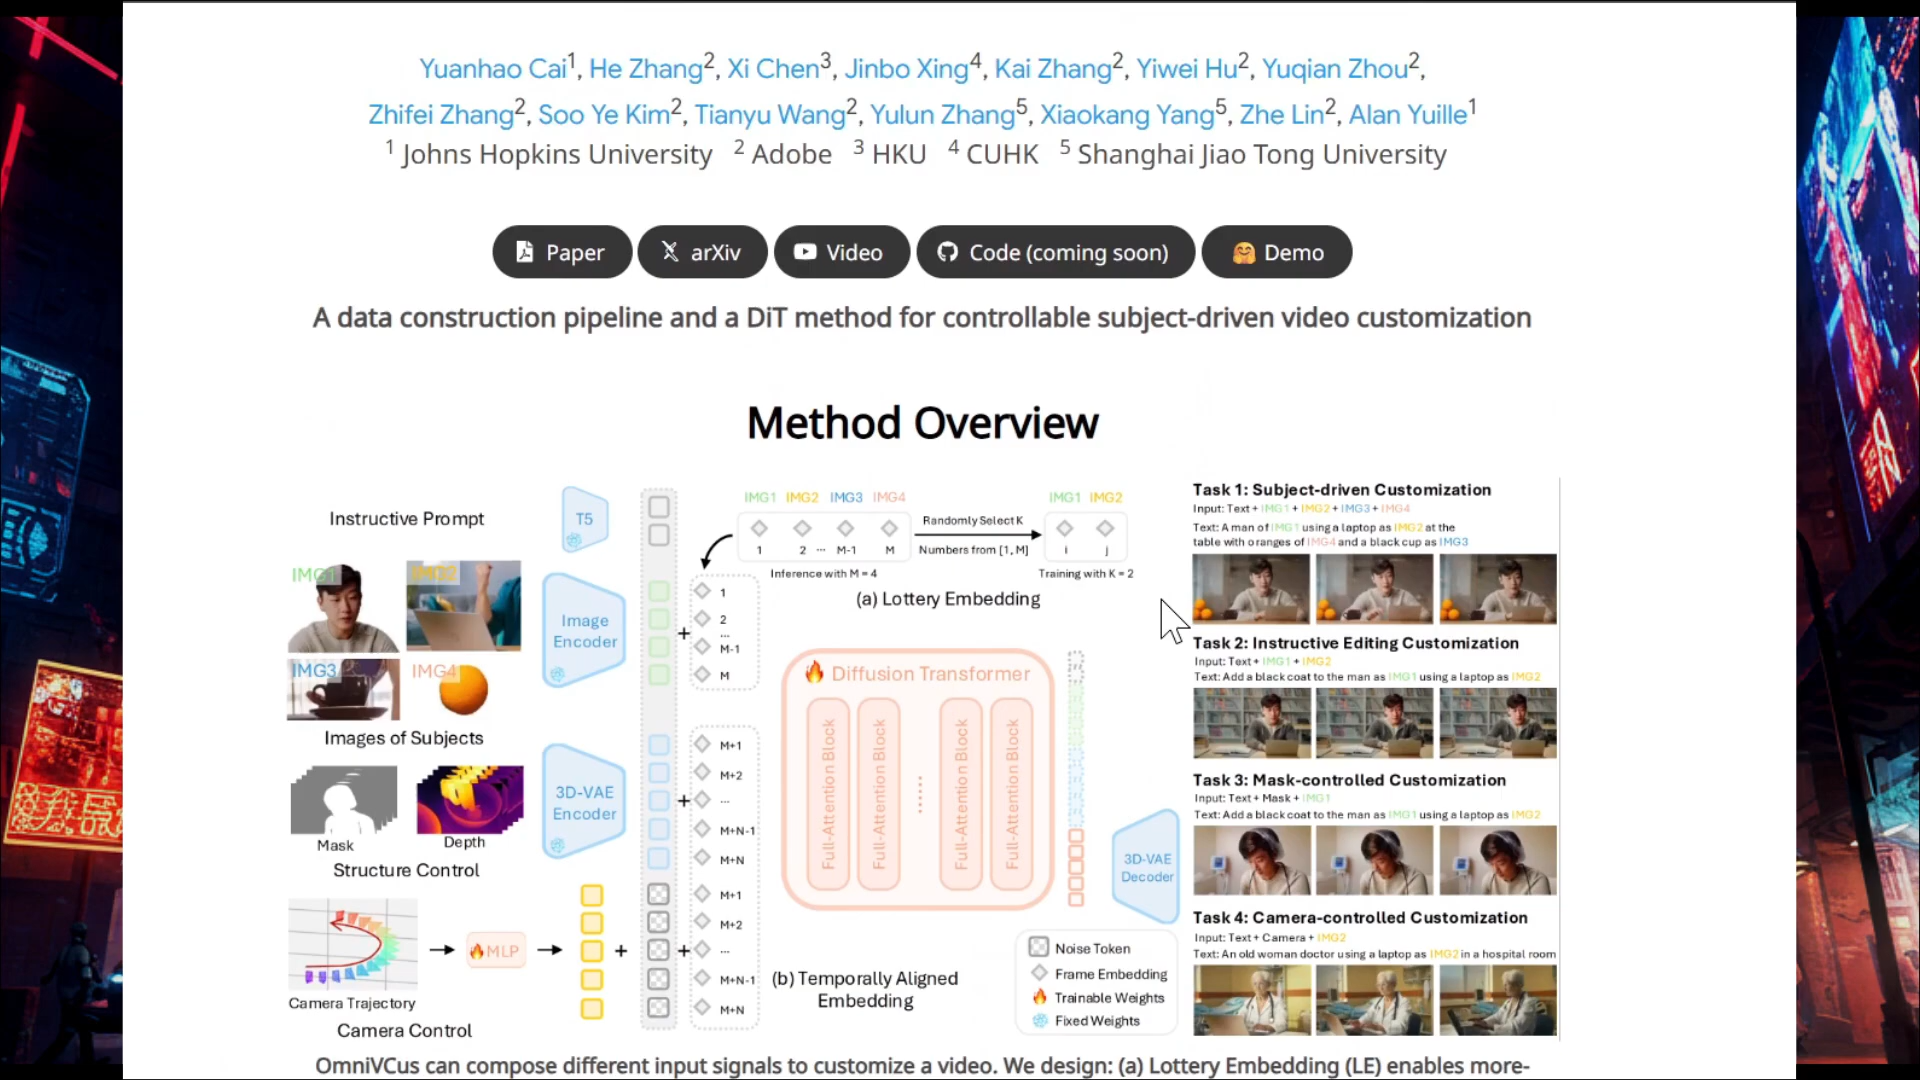 Yuanhao Cai1, He Zhang2, Xi Chen3, Jinbo Xing4, Kai Zhang2, Yiwei Hu2, Yuqian Zhou2,
Zhifei Zhang2, Soo Ye Kim2, Tianyu Wang2, Yulun Zhang5, Xiaokang Yang5, Zhe Lin2, Alan Yuille1
1 Johns Hopkins University 2 Adobe 3 HKU 4 CUHK 5 Shanghai Jiao Tong University
Paper arXiv Video Code (coming soon) Demo
A data construction pipeline and a DiT method for controllable subject-driven video customization
Method Overview
Instructive Prompt
T5
IMG1 IMG2
IMG3 IMG4
Images of Subjects
Image
Encoder
Mask
Depth
Structure Control
3D-VAE
Encoder
Camera Trajectory
Camera Control
MLP
+
+
+
+
1
2
...
M-1
M
M+1
M+2
...
M+N-1
M+N
M+1
M+2
...
M+N-1
M+N
IMG1 IMG2 IMG3 IMG4
1 2 ... M-1 M
Inference with M = 4
Randomly Select K
Numbers from [1, M]
IMG1 IMG2
i j
Training with K = 2
(a) Lottery Embedding
Diffusion Transformer
Full-Attention Block
Full-Attention Block
Full-Attention Block
Full-Attention Block
(b) Temporally Aligned
Embedding
3D-VAE
Decoder
Noise Token
Frame Embedding
Trainable Weights
Fixed Weights
Task 1: Subject-driven Customization
Input: Text + IMG1 + IMG2 + IMG3 + IMG4
Text: A man of IMG1 using a laptop as IMG2 at the
table with oranges of IMG4 and a black cup as IMG3
Task 2: Instructive Editing Customization
Input: Text + IMG1 + IMG2
Text: Add a black coat to the man as IMG1 using a laptop as IMG2
Task 3: Mask-controlled Customization
Input: Text + Mask + IMG1
Text: Add a black coat to the man as IMG1 using a laptop as IMG2
Task 4: Camera-controlled Customization
Input: Text + Camera + IMG2
Text: An old woman doctor using a laptop as IMG2 in a hospital room
OmniVCus can compose different input signals to customize a video. We design: (a) Lottery Embedding (LE) enables more-